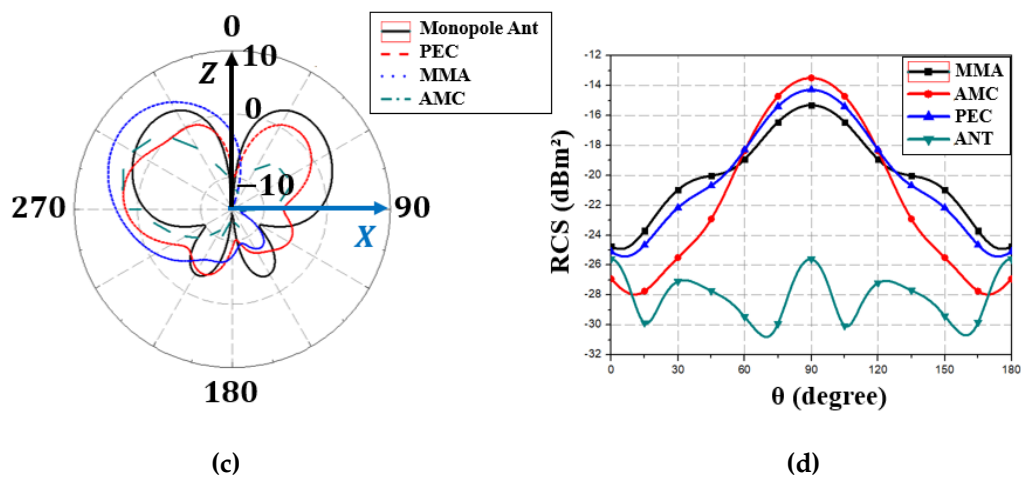 0
10
Z
0
−10
270
90
X
180
Monopole Ant
PEC
MMA
AMC
(c)
-12
-14
-16
-18
-20
-22
-24
-26
-28
-30
-32
RCS (dBm²)
MMA
AMC
PEC
ANT
0 30 60 90 120 150 180
θ (degree)
(d)